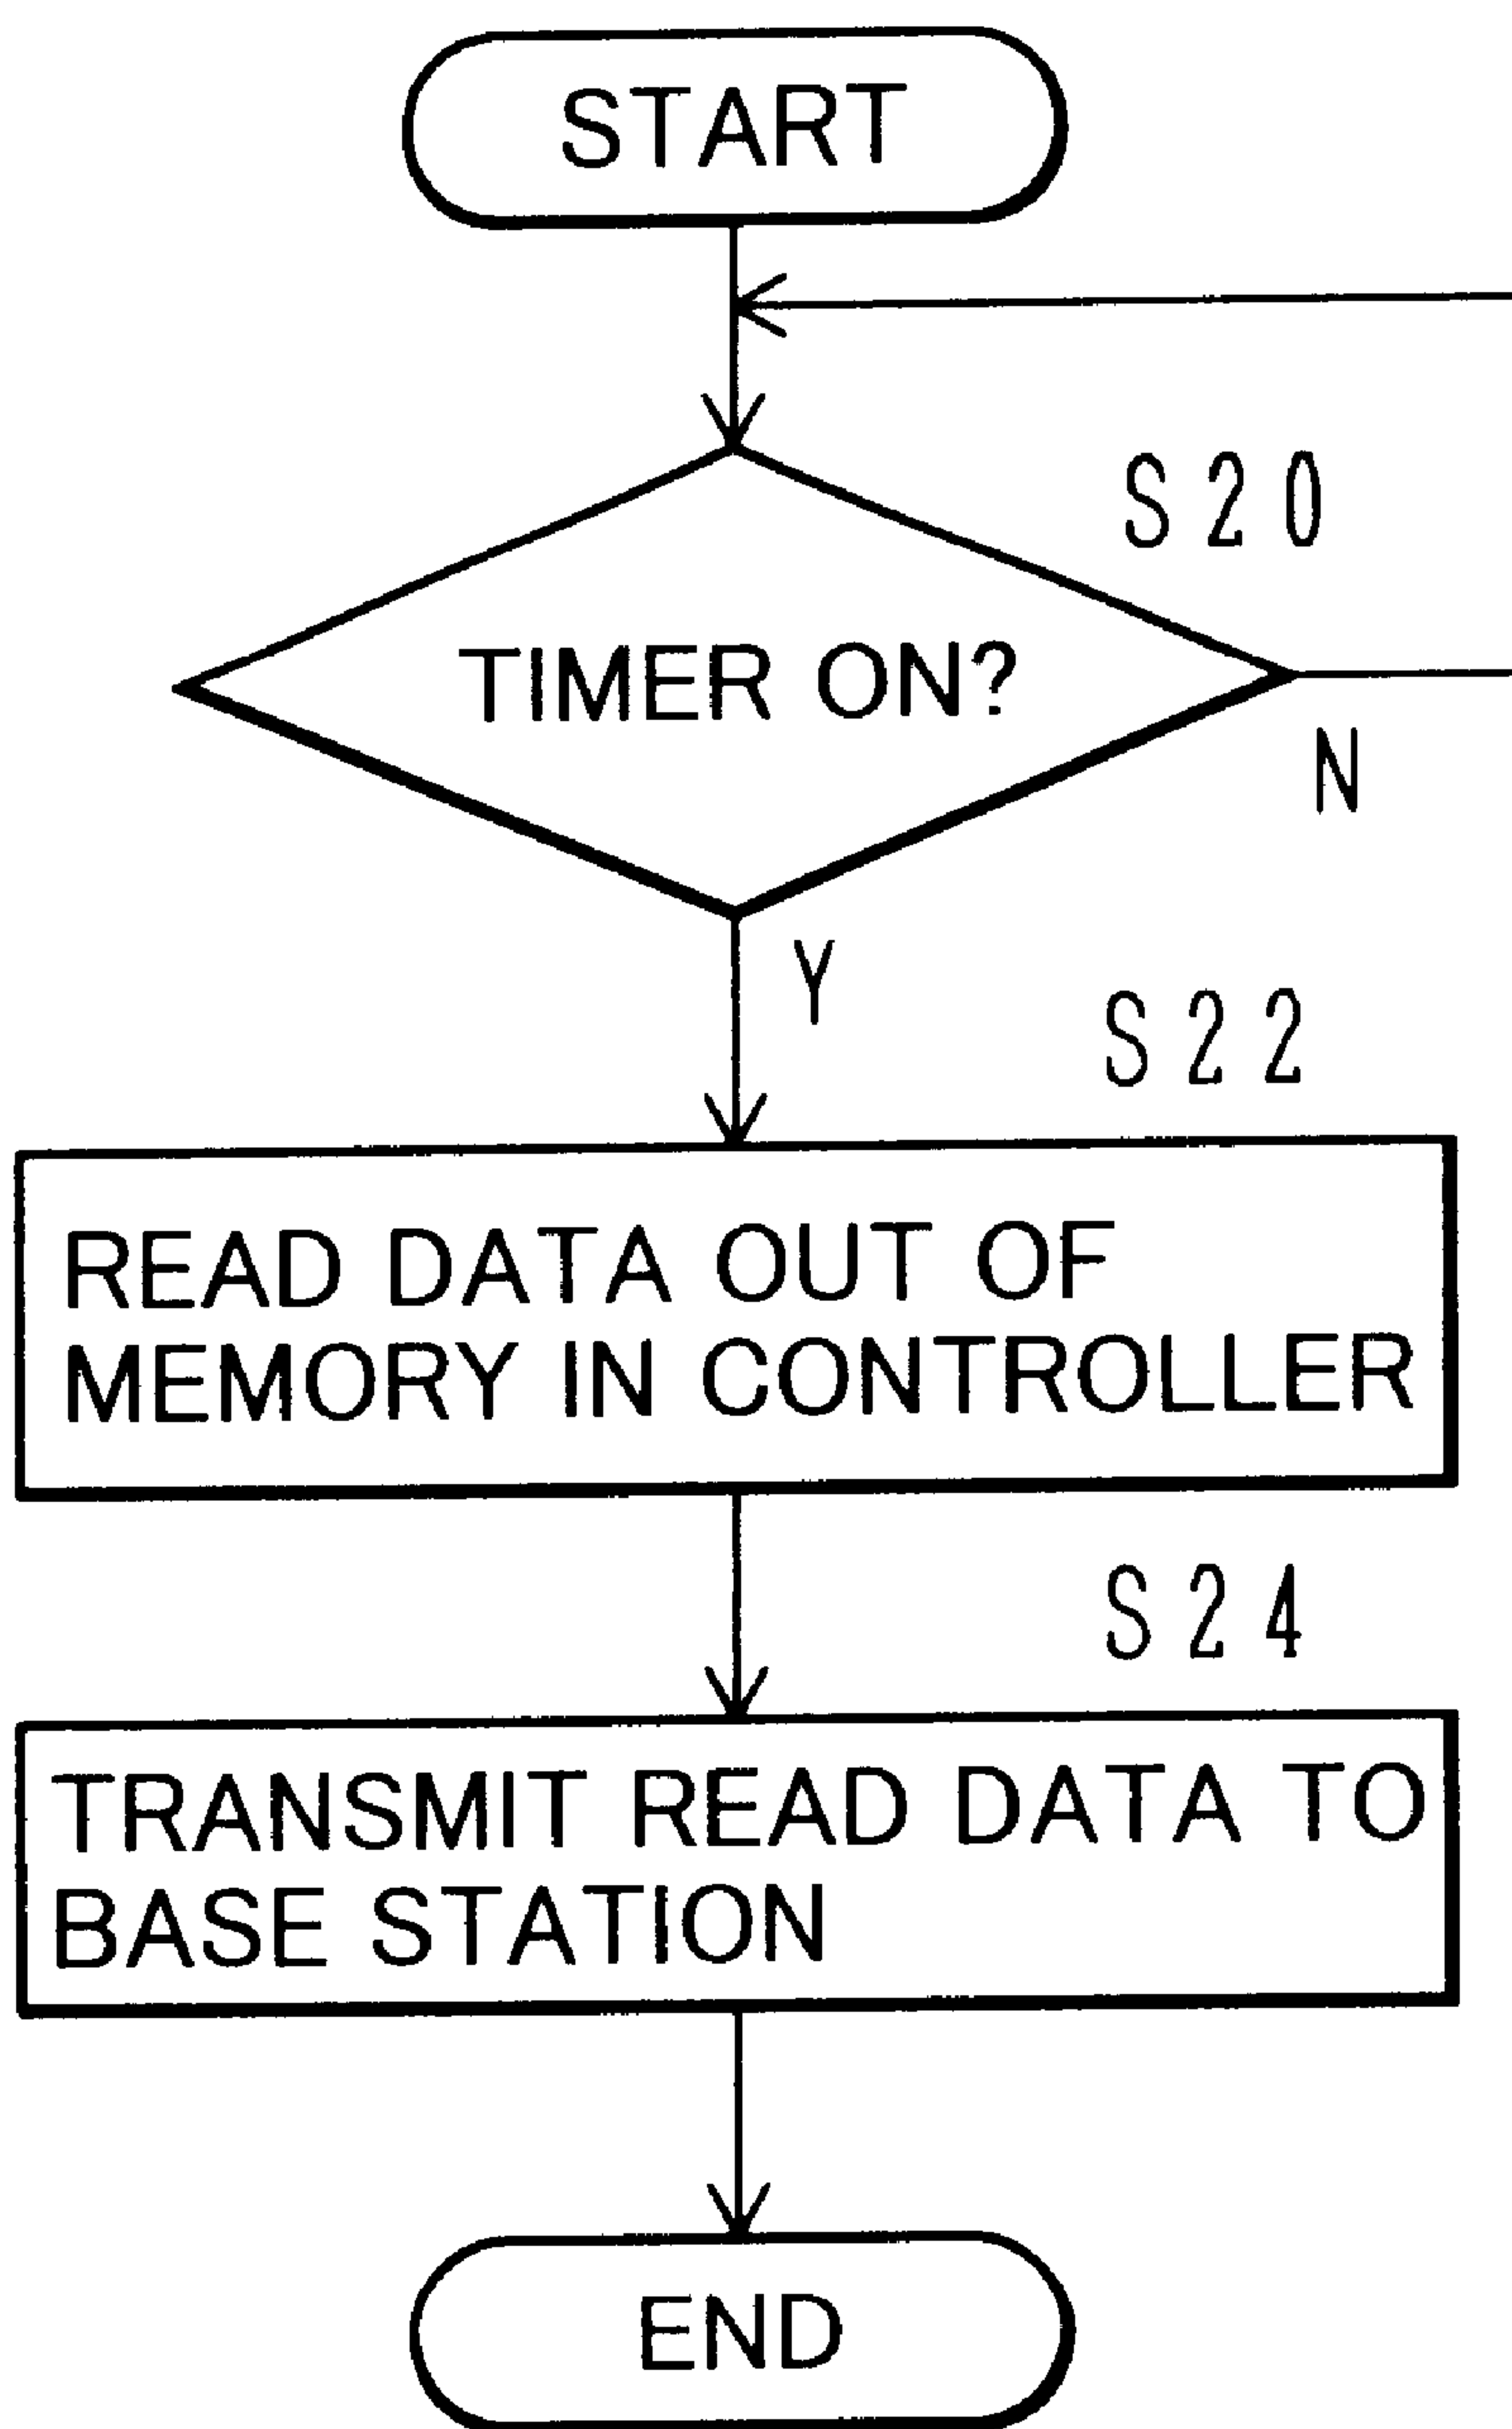 START
S20
TIMER ON?
N
Y
S22
READ DATA OUT OF
MEMORY IN CONTROLLER
S24
TRANSMIT READ DATA TO
BASE STATION
END